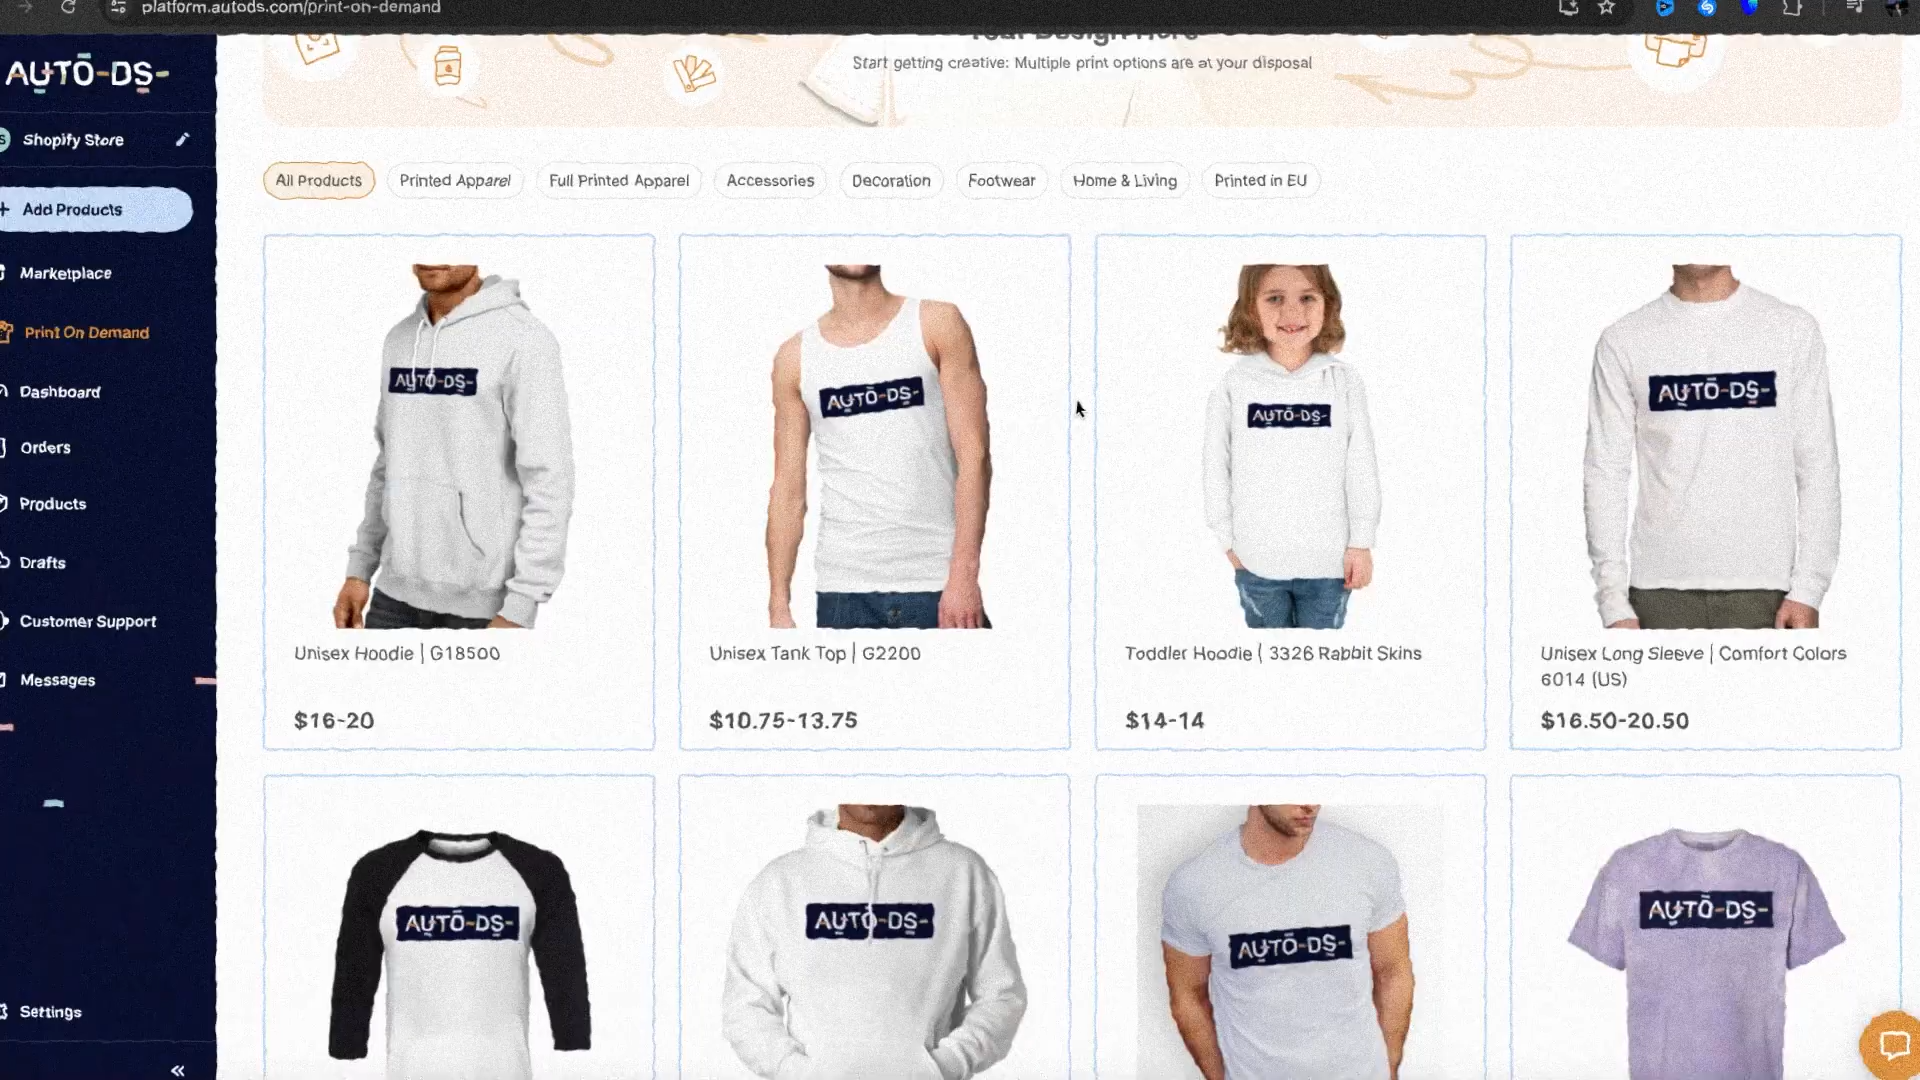 platform.autods.com/print-on-demand
AUTO-DS-
Shopify Store
Add Products
Marketplace
Print On Demand
Dashboard
Orders
Products
Drafts
Customer Support
Messages
Settings
Your Design Here
Start getting creative: Multiple print options are at your disposal
All Products
Printed Apparel
Full Printed Apparel
Accessories
Decoration
Footwear
Home & Living
Printed in EU
AUTO-DS-
AUTO-DS-
AUTO-DS-
AUTO-DS-
Unisex Hoodie | G18500
$16-20
Unisex Tank Top | G2200
$10.75-13.75
Toddler Hoodie | 3326 Rabbit Skins
$14-14
Unisex Long Sleeve | Comfort Colors
6014 (US)
$16.50-20.50
AUTO-DS-
AUTO-DS-
AUTO-DS-
AUTO-DS-